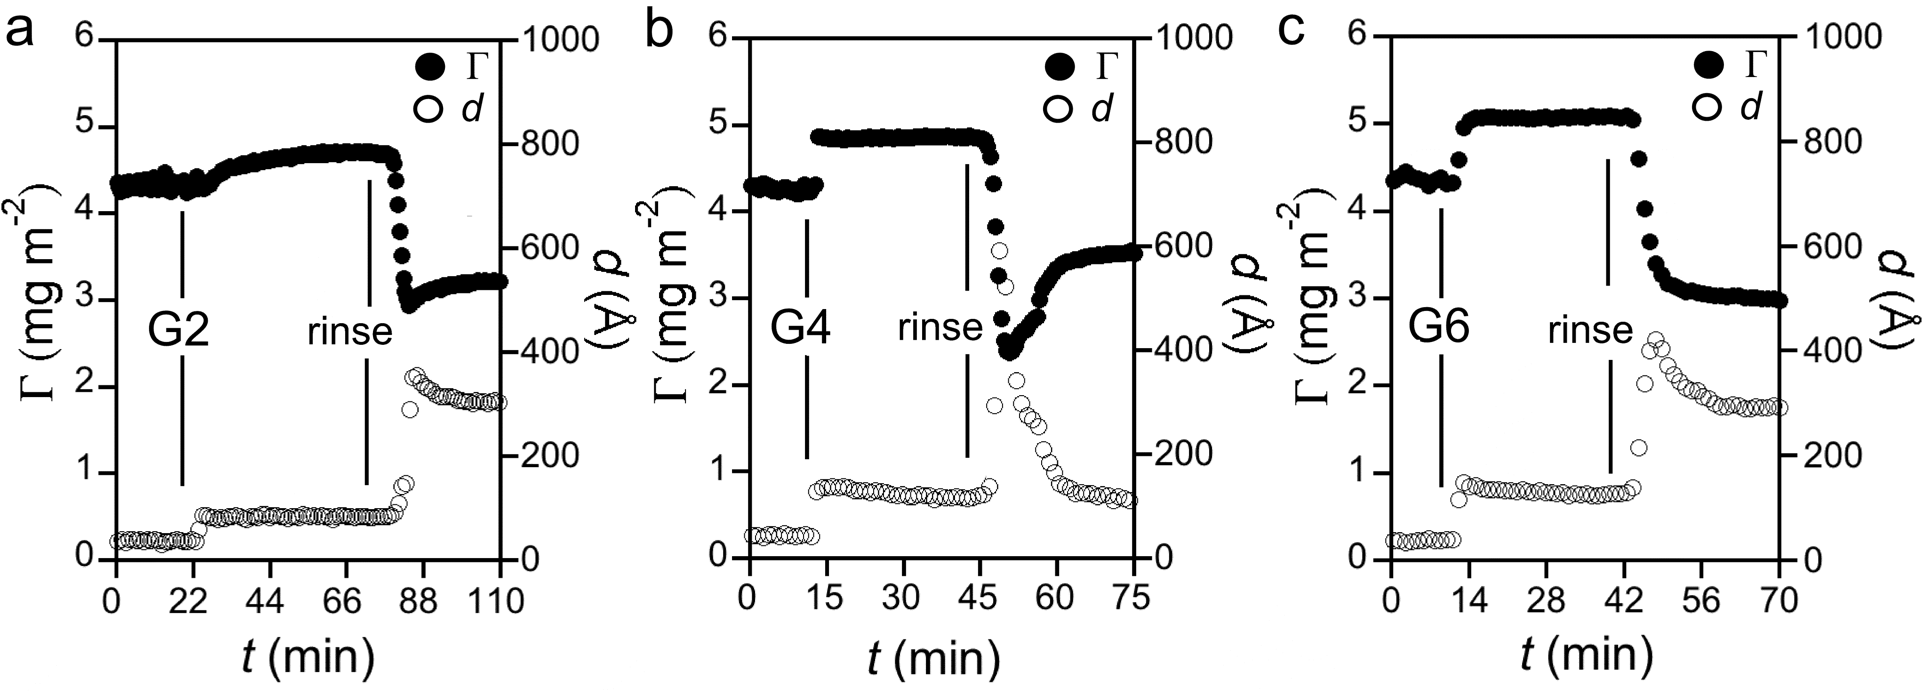 a
6
5
4
3
2
1
0
Γ (mg m-2)
1000
800
600
400
200
0
d (Å)
Γ
d
G2
rinse
0 22 44 66 88 110
t (min)
b
6
5
4
3
2
1
0
Γ (mg m-2)
1000
800
600
400
200
0
d (Å)
Γ
d
G4
rinse
0 15 30 45 60 75
t (min)
c
6
5
4
3
2
1
0
Γ (mg m-2)
1000
800
600
400
200
0
d (Å)
Γ
d
G6
rinse
0 14 28 42 56 70
t (min)